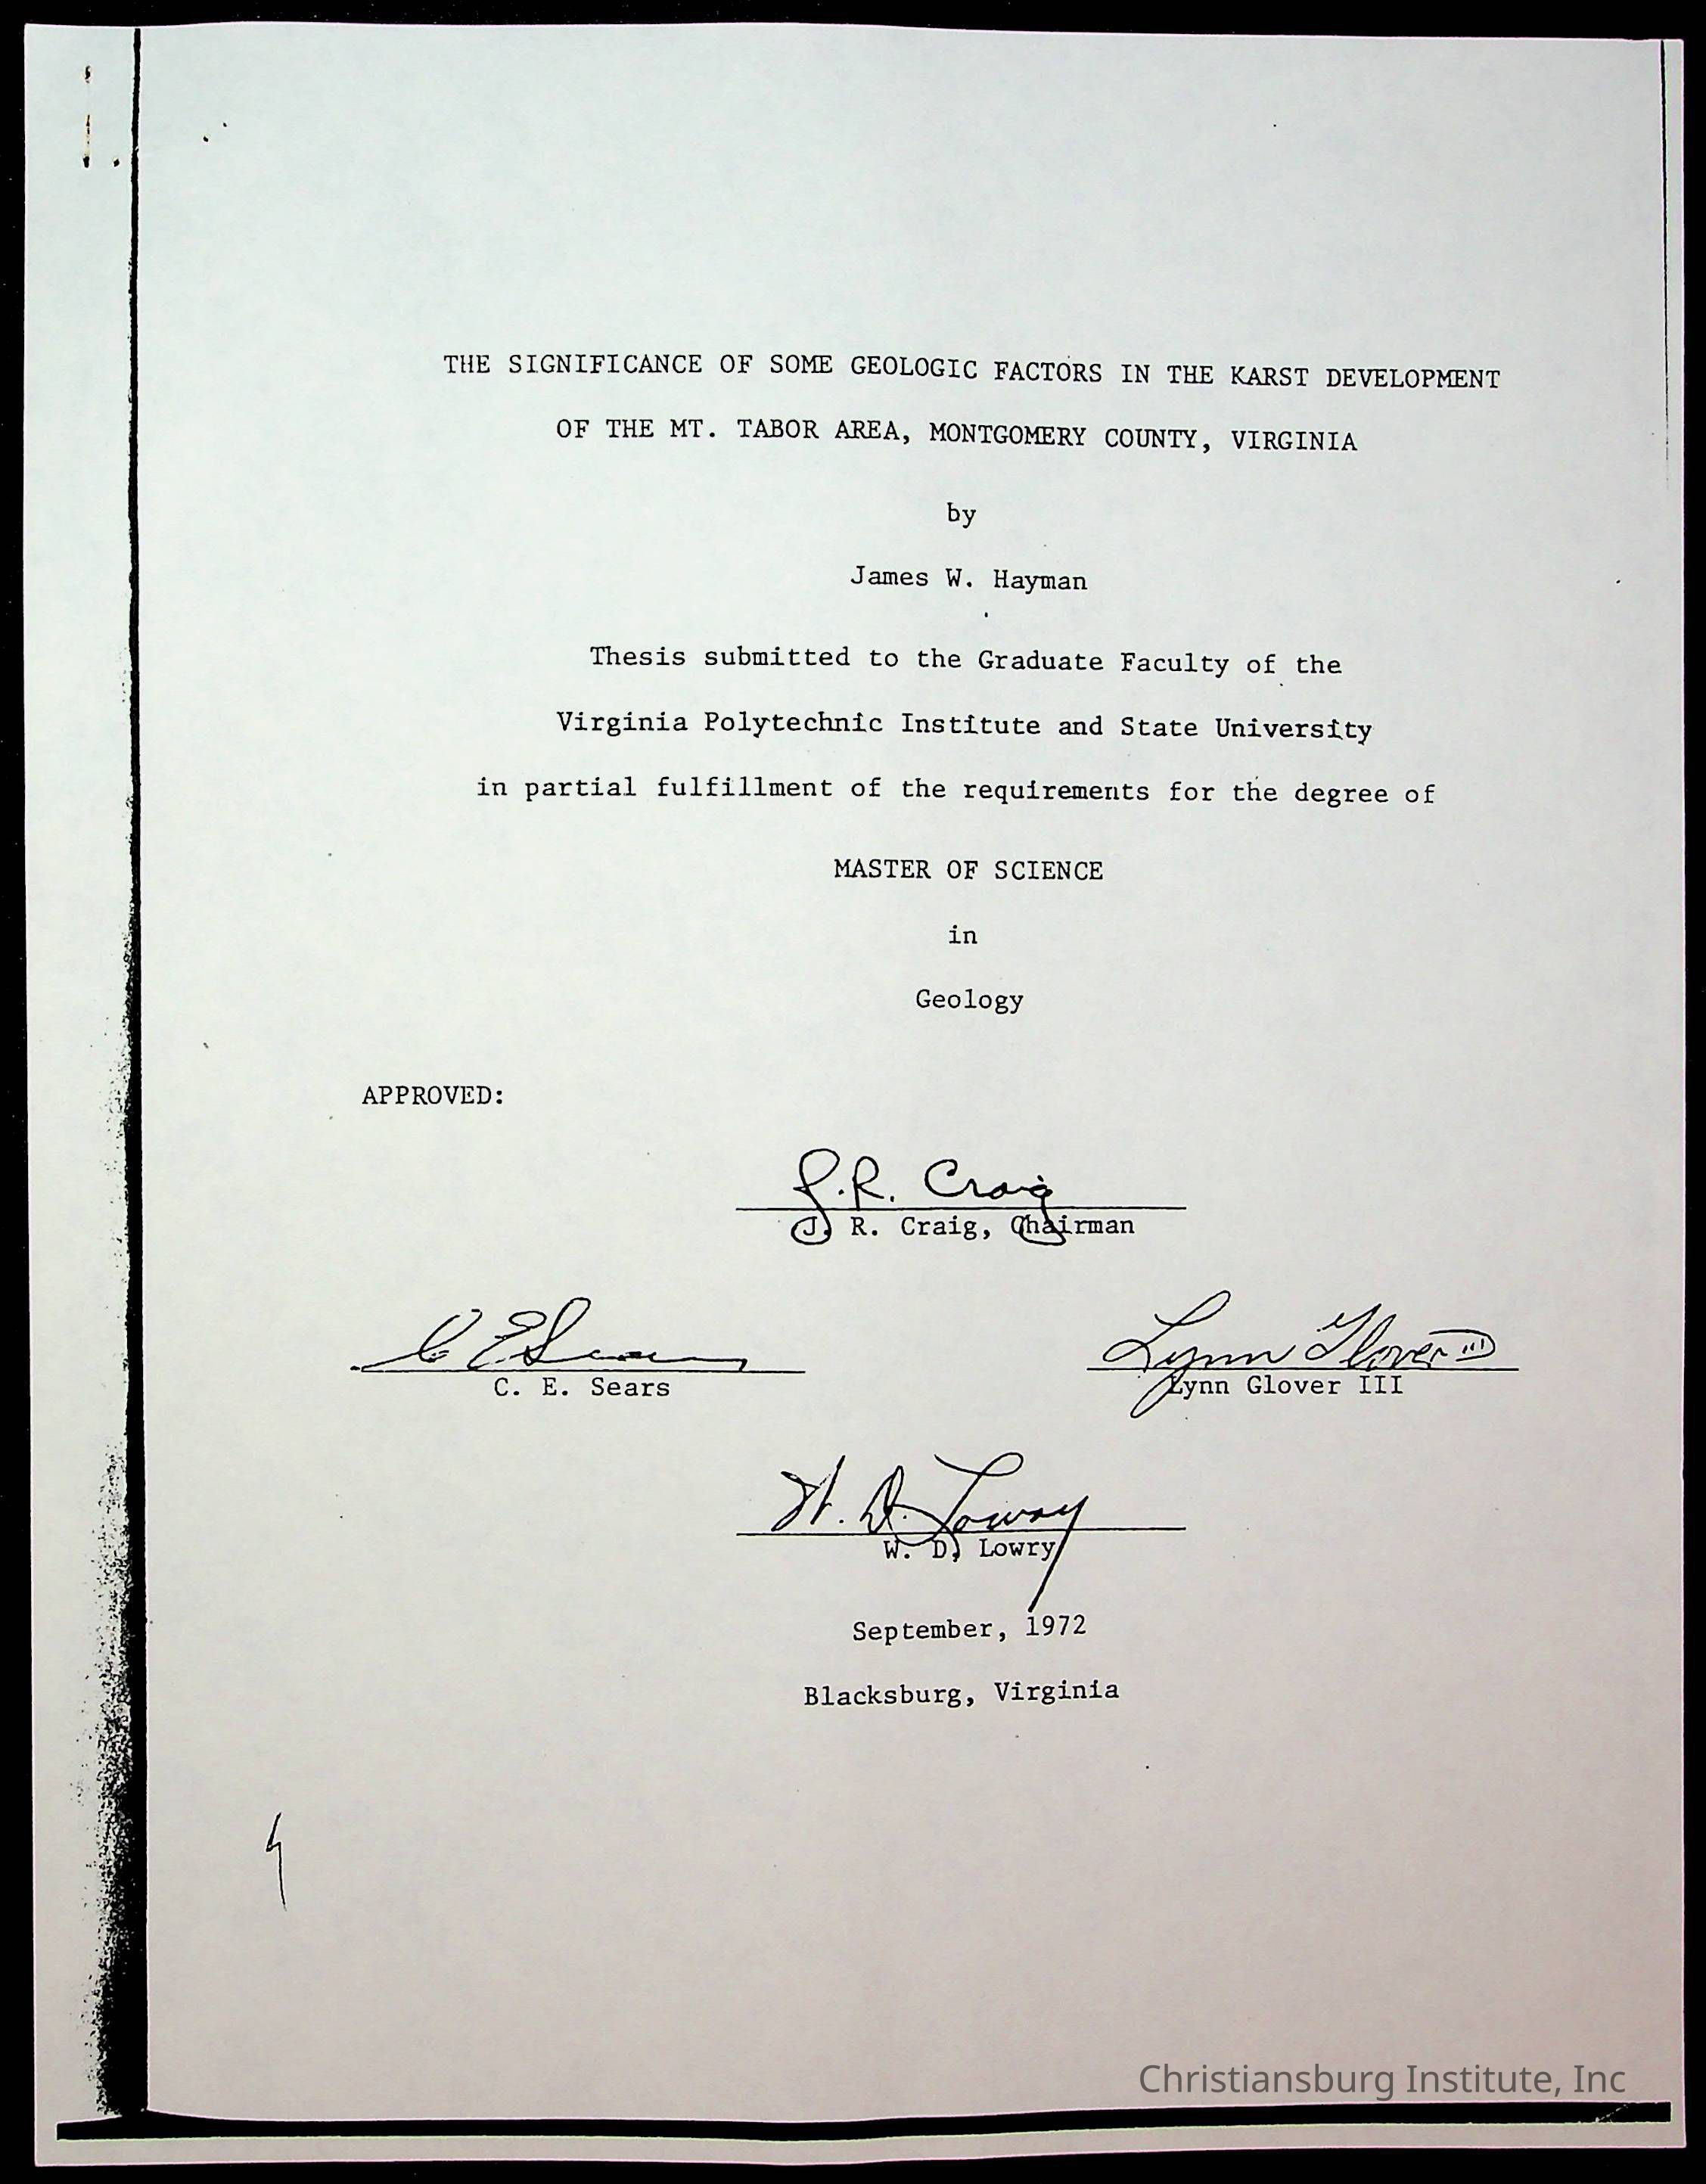 THE SIGNIFICANCE OF SOME GEOLOGIC FACTORS IN THE KARST DEVELOPMENT
OF THE MT. TABOR AREA, MONTGOMERY COUNTY, VIRGINIA
by
James W. Hayman
Thesis submitted to the Graduate Faculty of the
Virginia Polytechnic Institute and State University
in partial fulfillment of the requirements for the degree of
MASTER OF SCIENCE
in
Geology
APPROVED:
J.R. Craig
J. R. Craig, Chairman
C E Sears
C. E. Sears
Lynn Glover III
Lynn Glover III
W. D. Lowry
W. D. Lowry
September, 1972
Blacksburg, Virginia
Christiansburg Institute, Inc